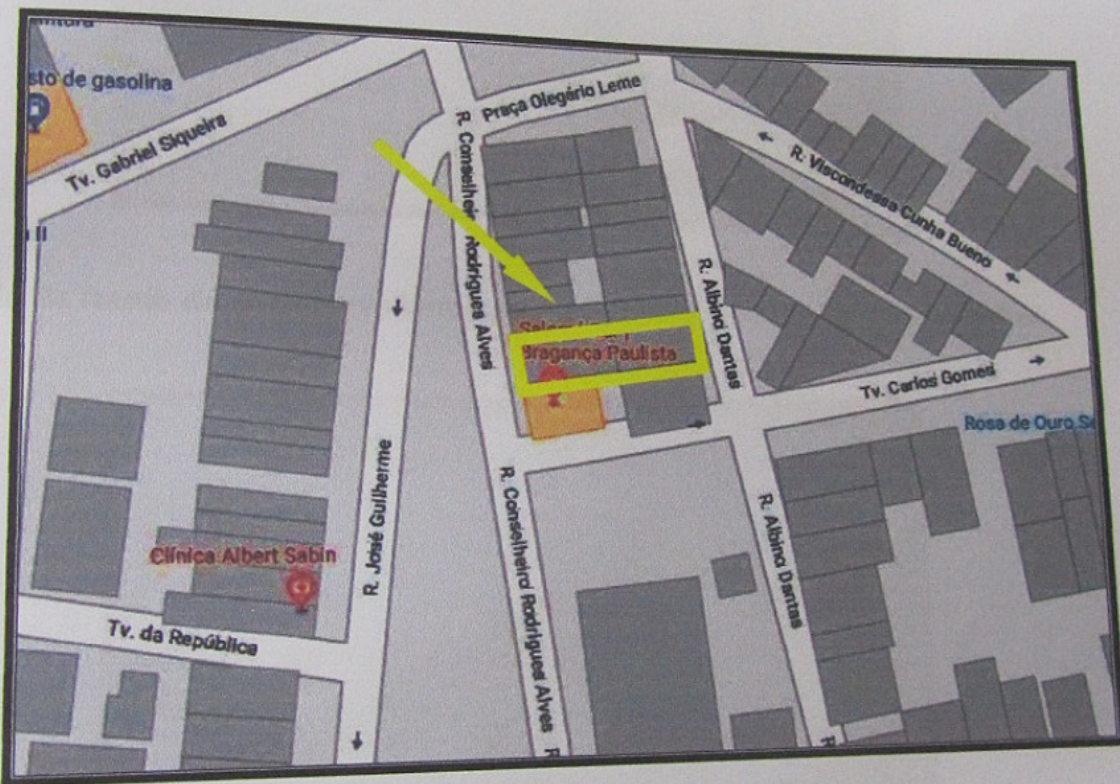 sto de gasolina
Tv. Gabriel Siqueira
II
R. Conselheiro Rodrigues Alves
Praça Olegário Leme
R. Viscondessa Cunha Bueno
R. Albino Dantas
Bragança Paulista
Tv. Carlos Gomes
Rosa de Ouro
R. José Guilherme
R. Conselheiro Rodrigues Alves
R. Albino Dantas
Clínica Albert Sabin
Tv. da República
R
R